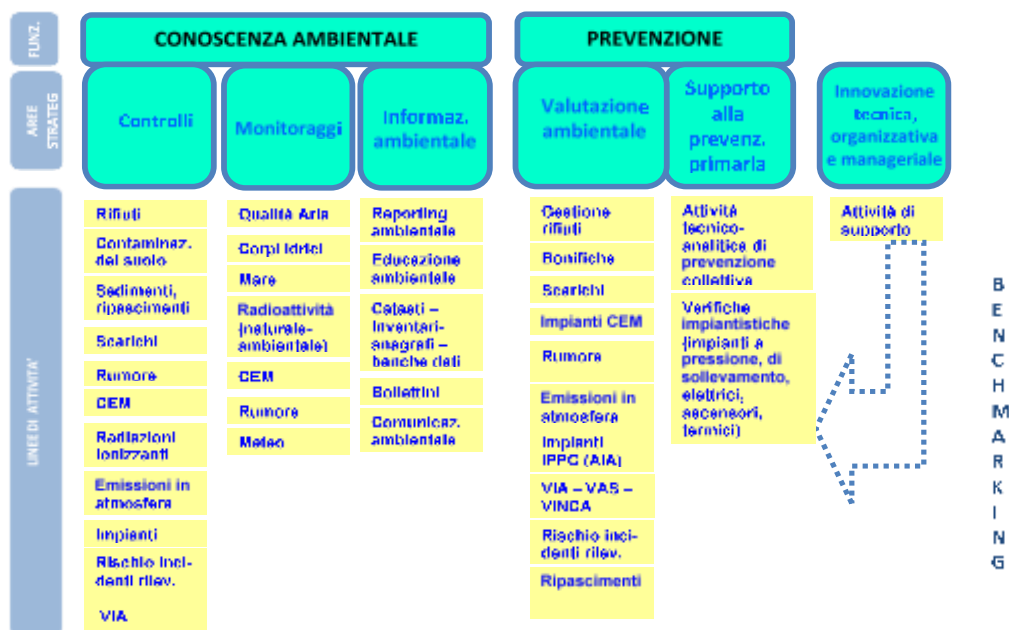 FUNZ.
CONOSCENZA AMBIENTALE
PREVENZIONE
AREE
STRATEG
Controlli
Monitoraggi
Informaz.
ambientale
Valutazione
ambientale
Supporto
alla
prevenz.
primaria
Innovazione
tecnica,
organizzativa
e manageriale
LINEE DI ATTIVITA'
Rifiuti
Contaminaz.
del suolo
Sedimenti,
ripascimenti
Scarichi
Rumore
CEM
Radiazioni
ionizzanti
Emissioni in
atmosfera
Impianti
Rischio inci-
denti rilev.
VIA
Qualità Aria
Corpi idrici
Mare
Radioattività
(naturale-
ambientale)
CEM
Rumore
Meteo
Reporting
ambientale
Educazione
ambientale
Catasti –
inventari-
anagrafi –
banche dati
Bollettini
Comunicaz.
ambientale
Gestione
rifiuti
Bonifiche
Scarichi
Impianti CEM
Rumore
Emissioni in
atmosfera
Impianti
IPPC (AIA)
VIA – VAS –
VINCA
Rischio inci-
denti rilev.
Ripascimenti
Attività
tecnico-
analitica di
prevenzione
collettiva
Verifiche
impiantistiche
(impianti a
pressione, di
sollevamento,
elettrici,
ascensori,
termici)
Attività di
supporto
B
E
N
C
H
M
A
R
K
I
N
G